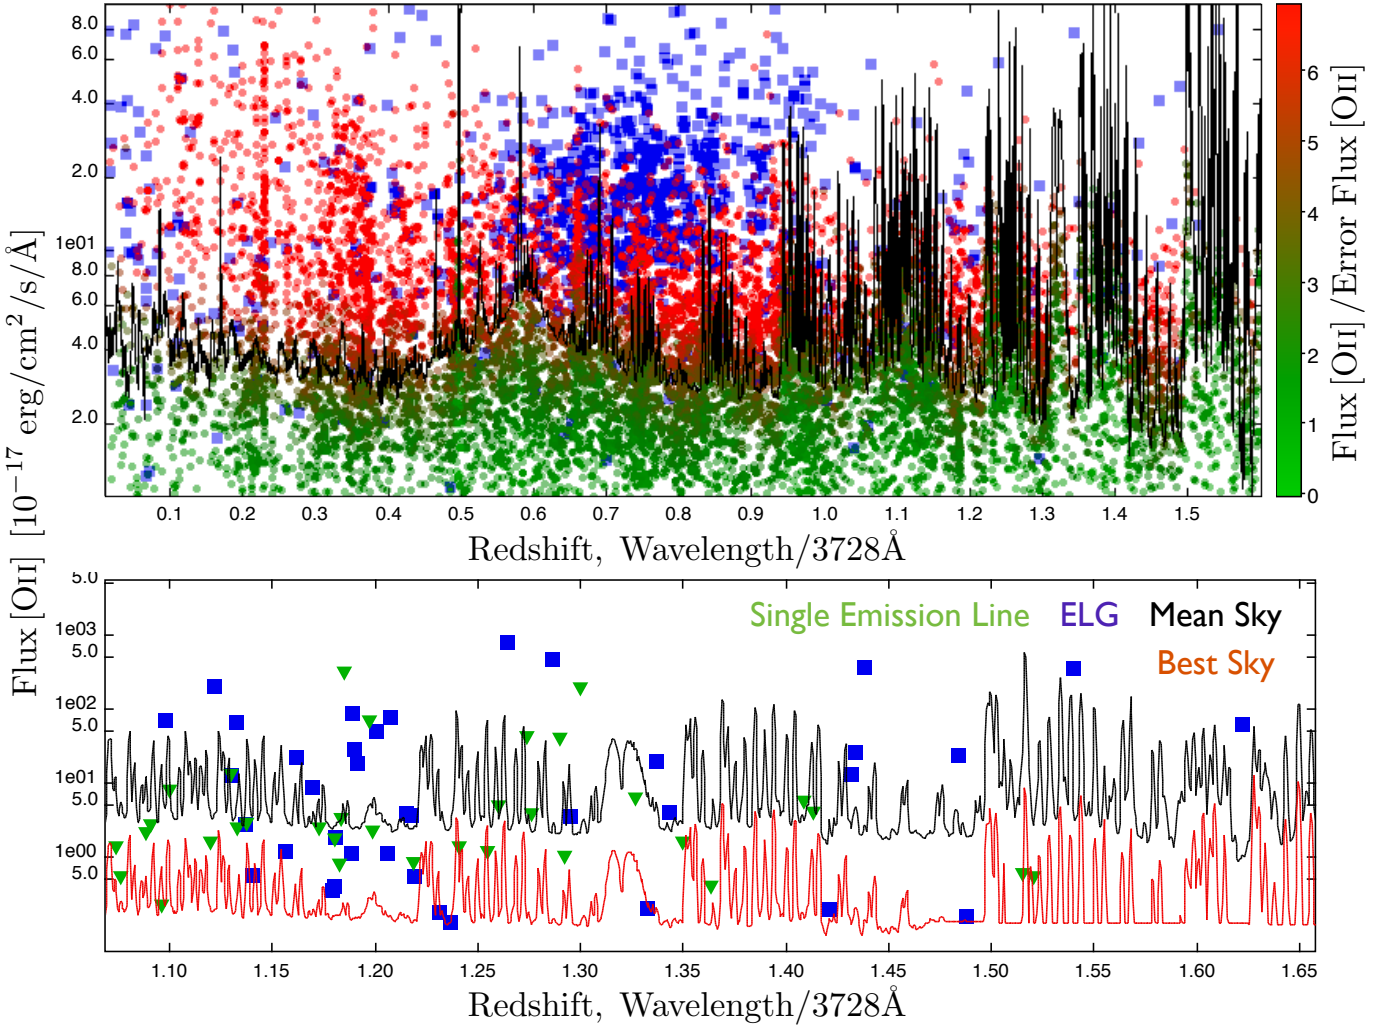 8.0
6.0
4.0
2.0
1e01
8.0
6.0
4.0
2.0
0.1 0.2 0.3 0.4 0.5 0.6 0.7 0.8 0.9 1.0 1.1 1.2 1.3 1.4 1.5
Redshift, Wavelength/3728Å
6
5
4
3
2
1
0
Flux [OII] / Error Flux [OII]
Flux [OII] [10⁻¹⁷ erg/cm²/s/Å]
5.0
1e03
5.0
1e02
5.0
1e01
5.0
1e00
5.0
Single Emission Line ELG Mean Sky
Best Sky
1.10 1.15 1.20 1.25 1.30 1.35 1.40 1.45 1.50 1.55 1.60 1.65
Redshift, Wavelength/3728Å